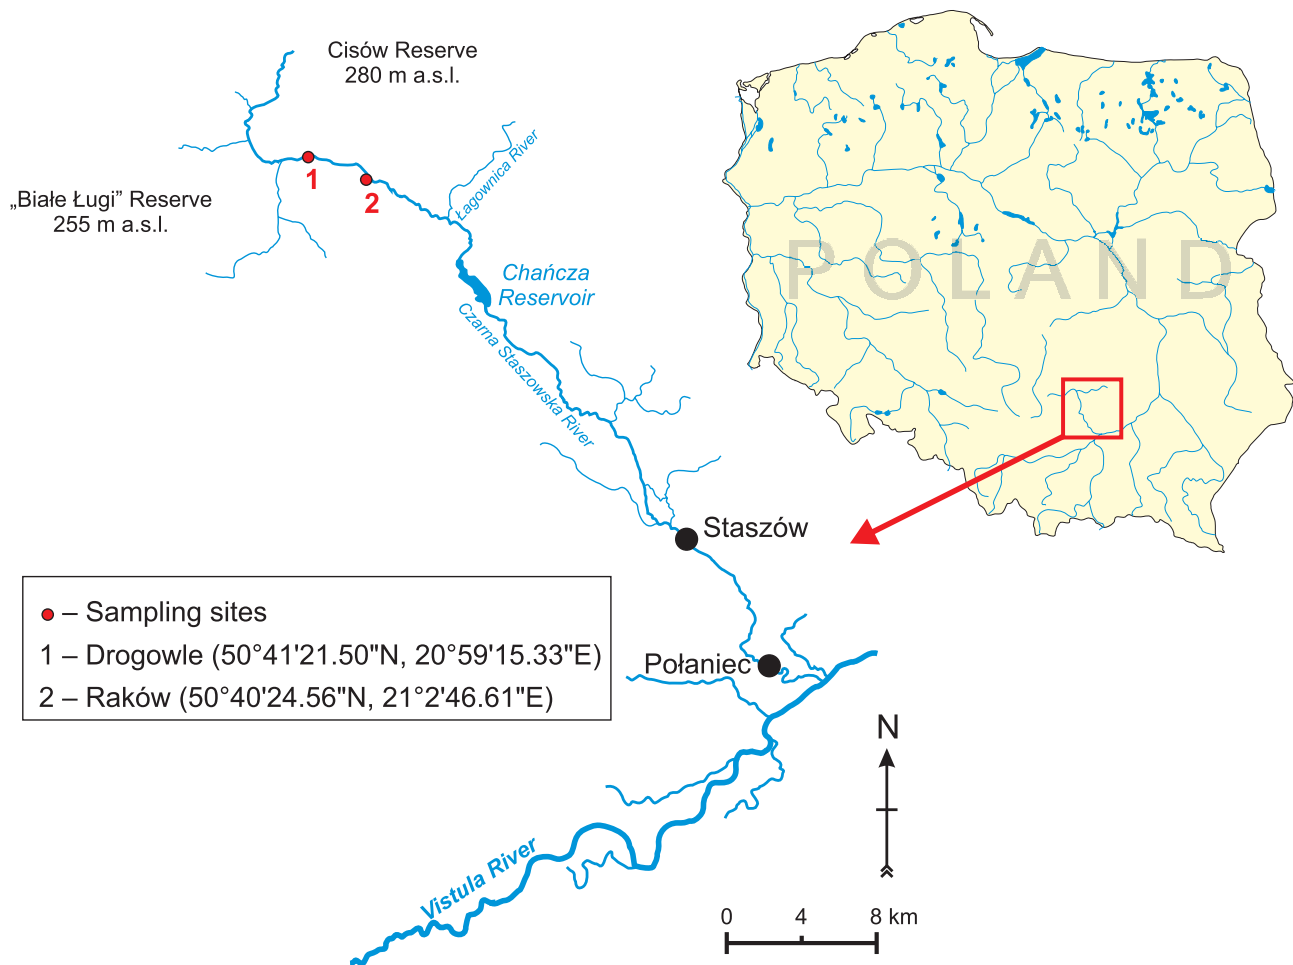 Cisów Reserve
280 m a.s.l.
„Białe Ługi” Reserve
255 m a.s.l.
1
2
Łagownica River
Chańcza
Reservoir
Czarna Staszowska River
POLAND
Staszów
Połaniec
– Sampling sites
1 – Drogowle (50°41'21.50"N, 20°59'15.33"E)
2 – Raków (50°40'24.56"N, 21°2'46.61"E)
Vistula River
N
0 4 8 km